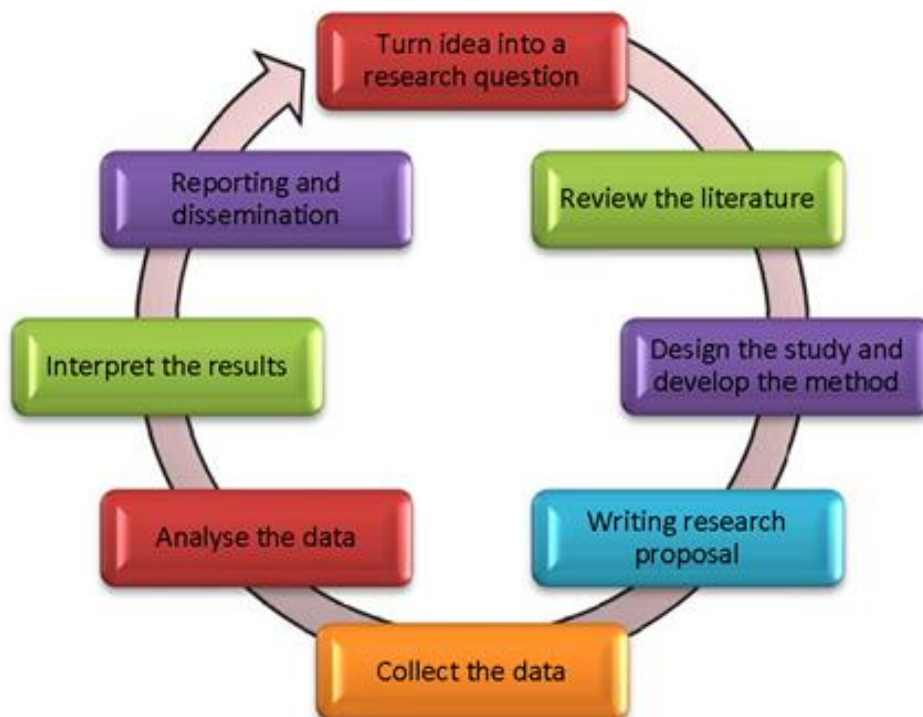 Turn idea into a
research question
Review the literature
Design the study and
develop the method
Writing research
proposal
Collect the data
Analyse the data
Interpret the results
Reporting and
dissemination